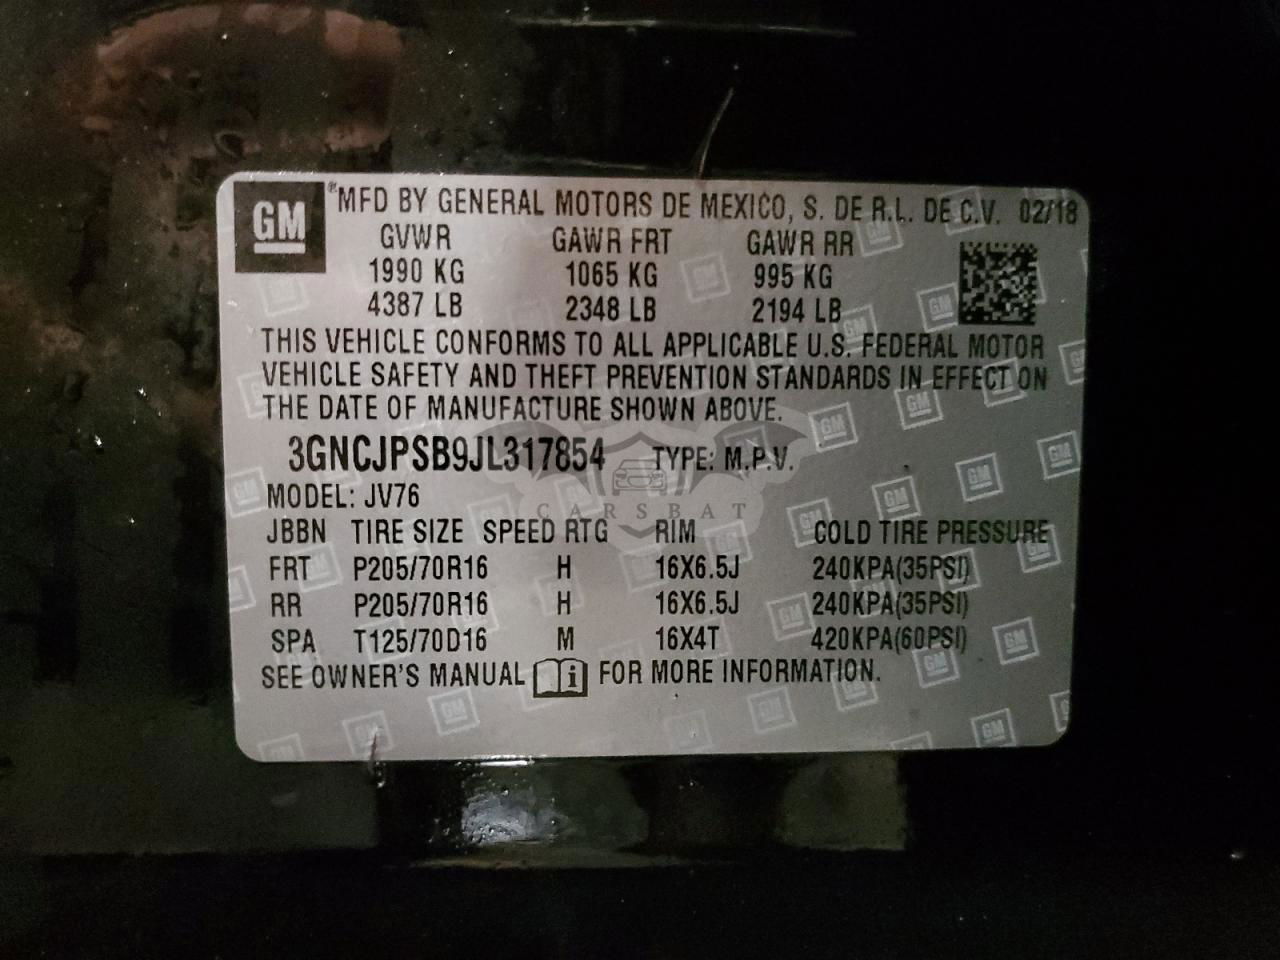 GM ® MFD BY GENERAL MOTORS DE MEXICO, S. DE R.L. DE C.V. 02/18
GVWR GAWR FRT GAWR RR
1990 KG 1065 KG 995 KG
4387 LB 2348 LB 2194 LB
THIS VEHICLE CONFORMS TO ALL APPLICABLE U.S. FEDERAL MOTOR
VEHICLE SAFETY AND THEFT PREVENTION STANDARDS IN EFFECT ON
THE DATE OF MANUFACTURE SHOWN ABOVE.
3GNCJPSB9JL317854 TYPE: M.P.V.
MODEL: JV76
CARSBAT
JBBN TIRE SIZE SPEED RTG RIM COLD TIRE PRESSURE
FRT P205/70R16 H 16X6.5J 240KPA(35PSI)
RR P205/70R16 H 16X6.5J 240KPA(35PSI)
SPA T125/70D16 M 16X4T 420KPA(60PSI)
SEE OWNER'S MANUAL i FOR MORE INFORMATION.